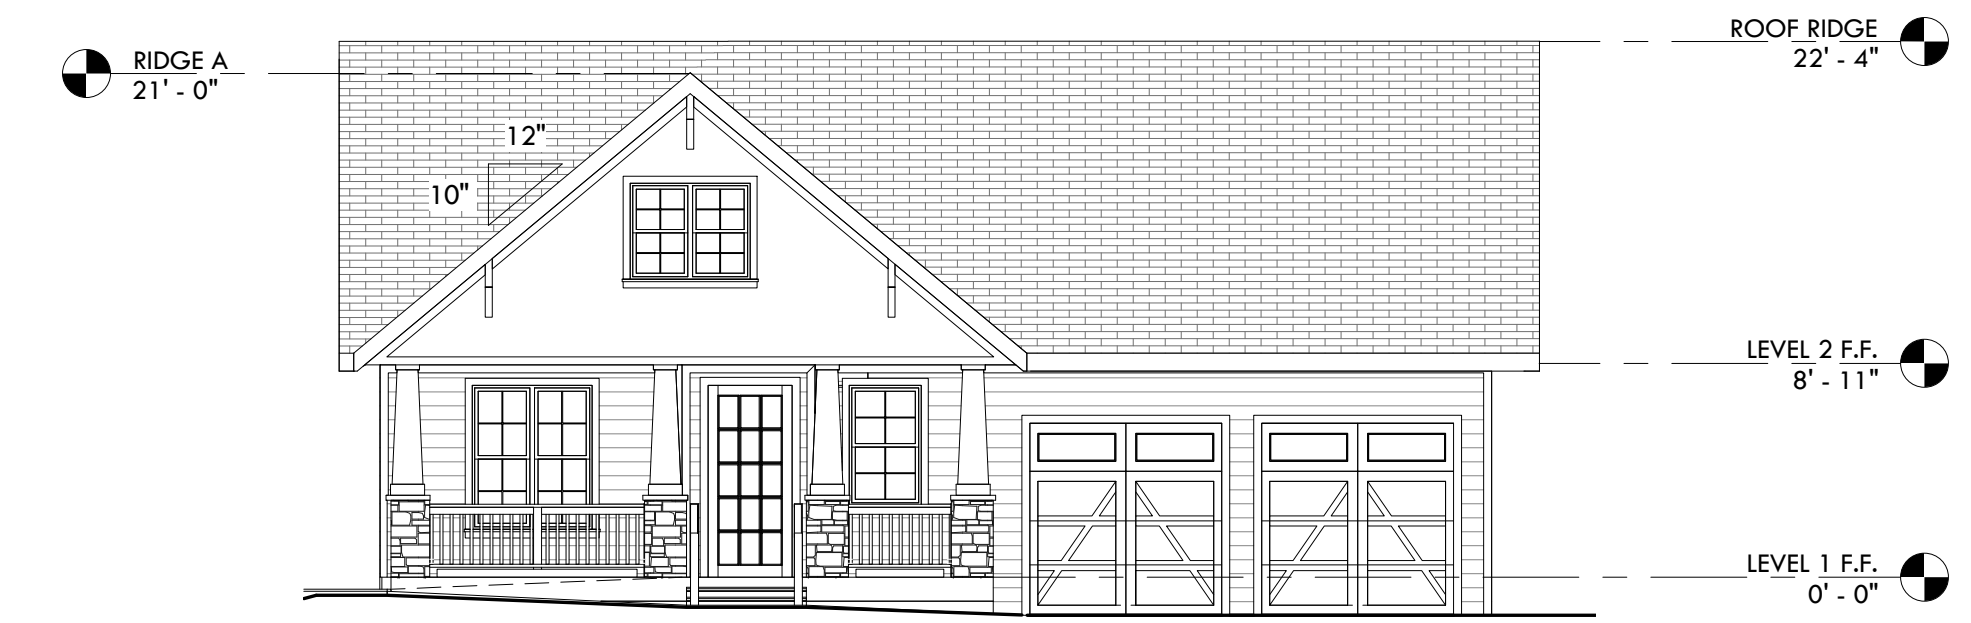 RIDGE A
21' - 0"
ROOF RIDGE
22' - 4"
12"
10"
LEVEL 2 F.F.
8' - 11"
LEVEL 1 F.F.
0' - 0"